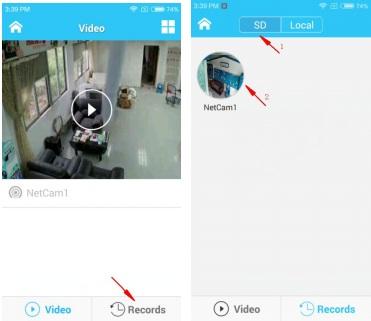 3:39 PM
74%
Video
NetCam1
Video
Records
3:39 PM
74%
SD
Local
1
2
NetCam1
Video
Records